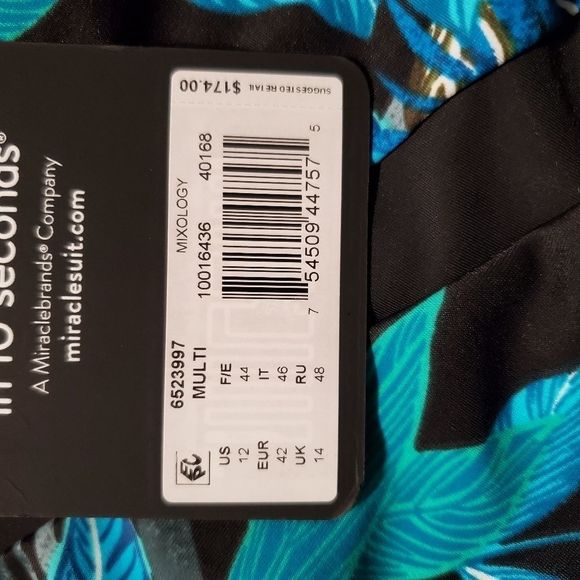 in 10 seconds®
A Miraclebrands® Company
miraclesuit.com
6523997 MIXOLOGY
MULTI 10016436 40168
US F/E
12 44
EUR IT
42 46
UK RU
14 48
7 54509 44757 5
SUGGESTED RETAIL
$174.00